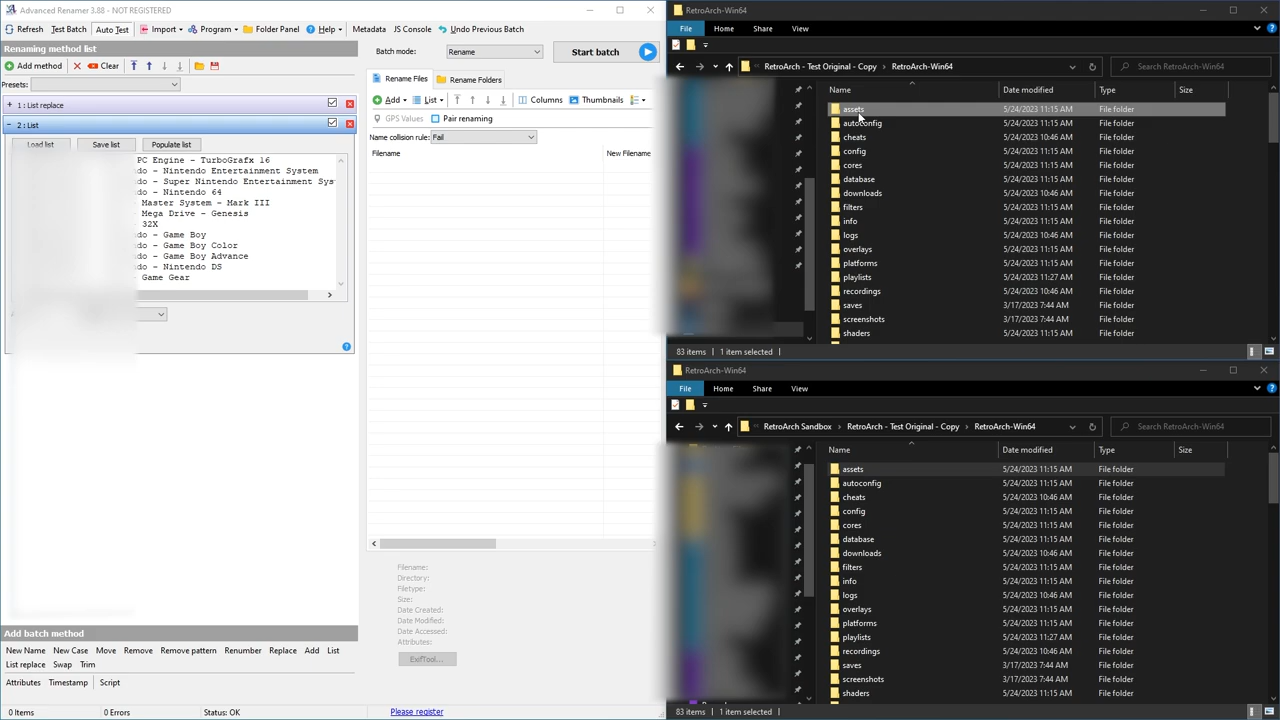 Advanced Renamer 3.88 - NOT REGISTERED
Refresh Test Batch Auto Test Import Program Folder Panel Help Metadata JS Console Undo Previous Batch
Renaming method list
Add method Clear
Presets:
1 : List replace
2 : List
Load list Save list Populate list
PC Engine - TurboGrafx 16
do - Nintendo Entertainment System
do - Super Nintendo Entertainment Sys
do - Nintendo 64
Master System - Mark III
Mega Drive - Genesis
32X
do - Game Boy
do - Game Boy Color
do - Game Boy Advance
do - Nintendo DS
Game Gear
Add batch method
New Name New Case Move Remove Remove pattern Renumber Replace Add List
List replace Swap Trim
Attributes Timestamp Script
0 Items 0 Errors Status: OK Please register
Batch mode: Rename Start batch
Rename Files Rename Folders
Add List Columns Thumbnails
GPS Values Pair renaming
Name collision rule: Fail
Filename New Filename
Filename:
Directory:
Filetype:
Size:
Date Created:
Date Modified:
Date Accessed:
Attributes:
ExifTool...
RetroArch-Win64
File Home Share View
RetroArch - Test Original - Copy › RetroArch-Win64 Search RetroArch-Win64
Name Date modified Type Size
assets 5/24/2023 11:15 AM File folder
autoconfig 5/24/2023 11:15 AM File folder
cheats 5/24/2023 10:46 AM File folder
config 5/24/2023 11:15 AM File folder
cores 5/24/2023 11:15 AM File folder
database 5/24/2023 11:15 AM File folder
downloads 5/24/2023 10:46 AM File folder
filters 5/24/2023 11:15 AM File folder
info 5/24/2023 11:15 AM File folder
logs 5/24/2023 10:46 AM File folder
overlays 5/24/2023 11:15 AM File folder
platforms 5/24/2023 11:15 AM File folder
playlists 5/24/2023 11:27 AM File folder
recordings 5/24/2023 10:46 AM File folder
saves 3/17/2023 7:44 AM File folder
screenshots 3/17/2023 7:44 AM File folder
shaders 5/24/2023 11:15 AM File folder
83 items 1 item selected
RetroArch-Win64
File Home Share View
RetroArch Sandbox › RetroArch - Test Original - Copy › RetroArch-Win64 Search RetroArch-Win64
Name Date modified Type Size
assets 5/24/2023 11:15 AM File folder
autoconfig 5/24/2023 11:15 AM File folder
cheats 5/24/2023 10:46 AM File folder
config 5/24/2023 11:15 AM File folder
cores 5/24/2023 11:15 AM File folder
database 5/24/2023 11:15 AM File folder
downloads 5/24/2023 10:46 AM File folder
filters 5/24/2023 11:15 AM File folder
info 5/24/2023 11:15 AM File folder
logs 5/24/2023 10:46 AM File folder
overlays 5/24/2023 11:15 AM File folder
platforms 5/24/2023 11:15 AM File folder
playlists 5/24/2023 11:27 AM File folder
recordings 5/24/2023 10:46 AM File folder
saves 3/17/2023 7:44 AM File folder
screenshots 3/17/2023 7:44 AM File folder
shaders 5/24/2023 11:15 AM File folder
83 items 1 item selected